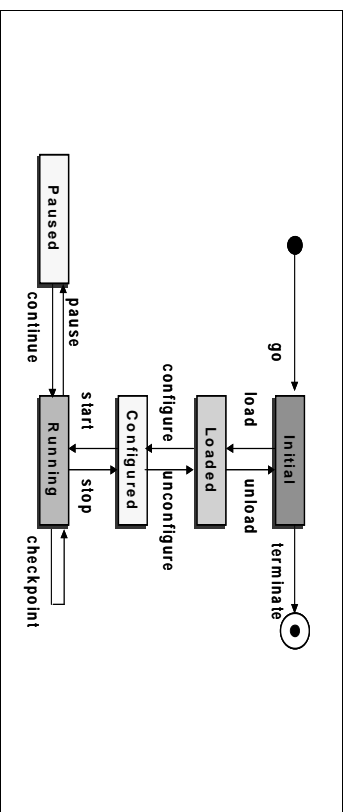 go
Initial
terminate
load
unload
Loaded
configure
unconfigure
Configured
start
stop
Paused
pause
continue
Running
checkpoint